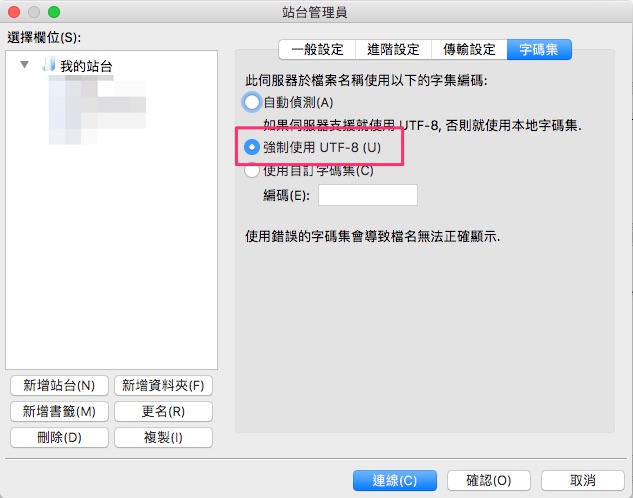 站台管理員
選擇欄位(S):
我的站台
新增站台(N)
新增資料夾(F)
新增書籤(M)
更名(R)
刪除(D)
複製(I)
一般設定
進階設定
傳輸設定
字碼集
此伺服器於檔案名稱使用以下的字集編碼:
自動偵測(A)
如果伺服器支援就使用 UTF-8, 否則就使用本地字碼集.
強制使用 UTF-8 (U)
使用自訂字碼集(C)
編碼(E):
使用錯誤的字碼集會導致檔名無法正確顯示.
連線(C)
確認(O)
取消